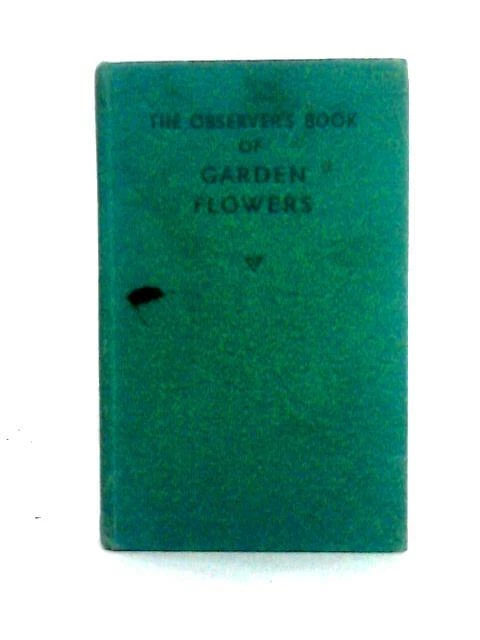 THE OBSERVER'S BOOK
OF
GARDEN
FLOWERS